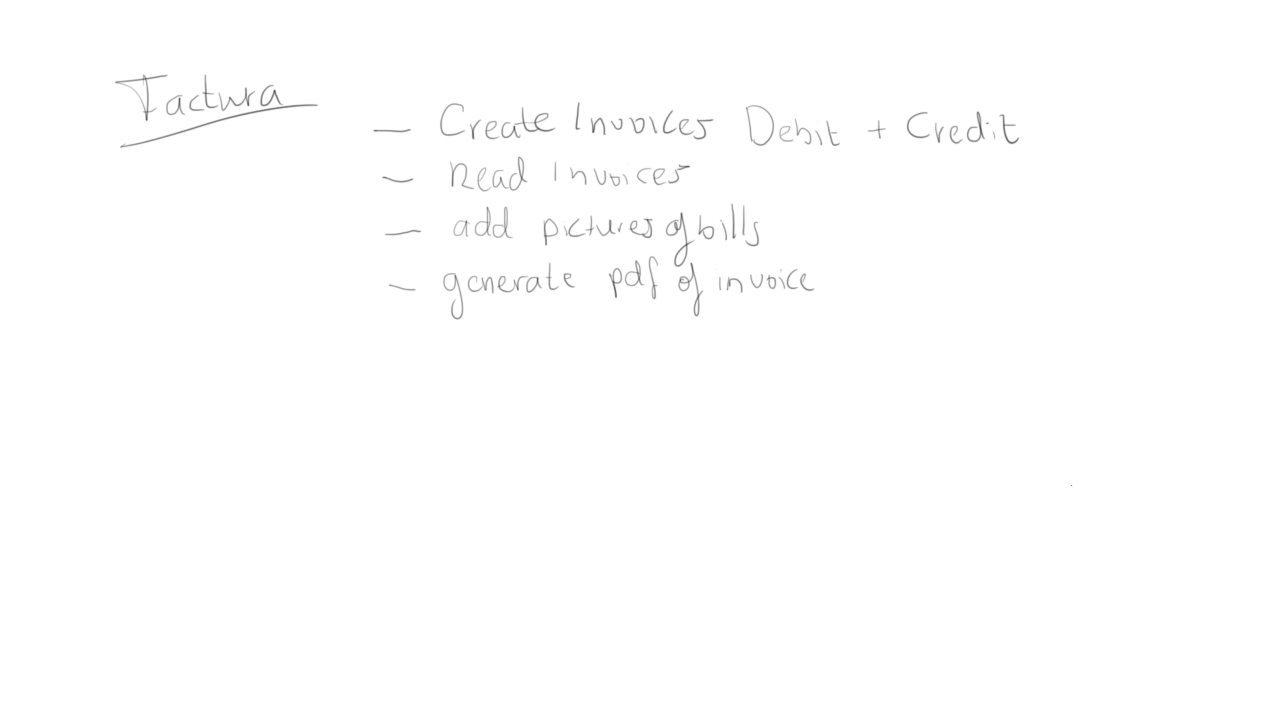 Factura
— Create Invoices Debit + Credit
— Read Invoices
— add pictures of bills
— generate pdf of invoice